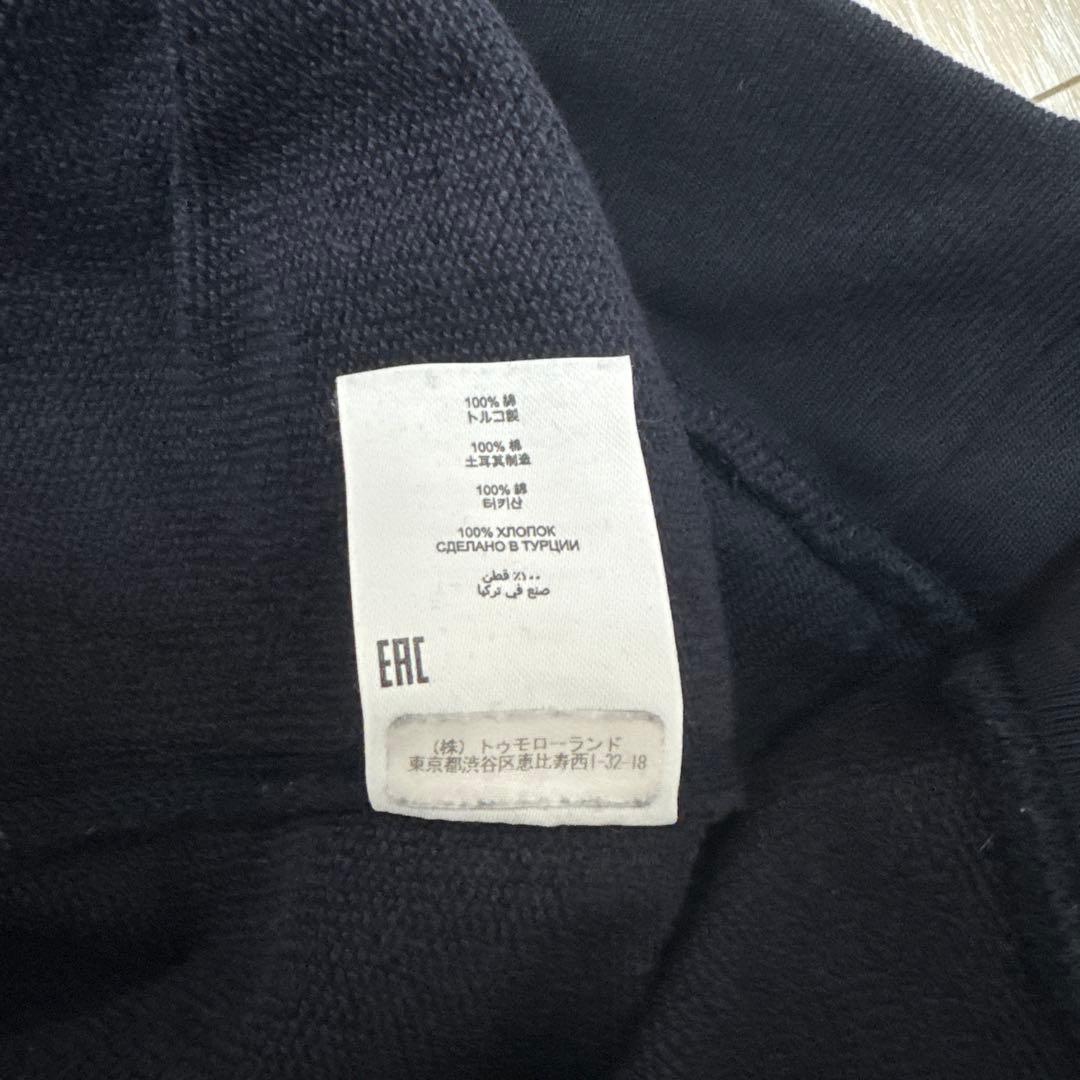 100% 綿
トルコ製
100% 棉
土耳其制造
100% 綿
터키산
100% ХЛОПОК
СДЕЛАНО В ТУРЦИИ
١٠٠٪ قطن
صنع في تركيا
EAC
(株) トゥモローランド
東京都渋谷区恵比寿西1-32-18